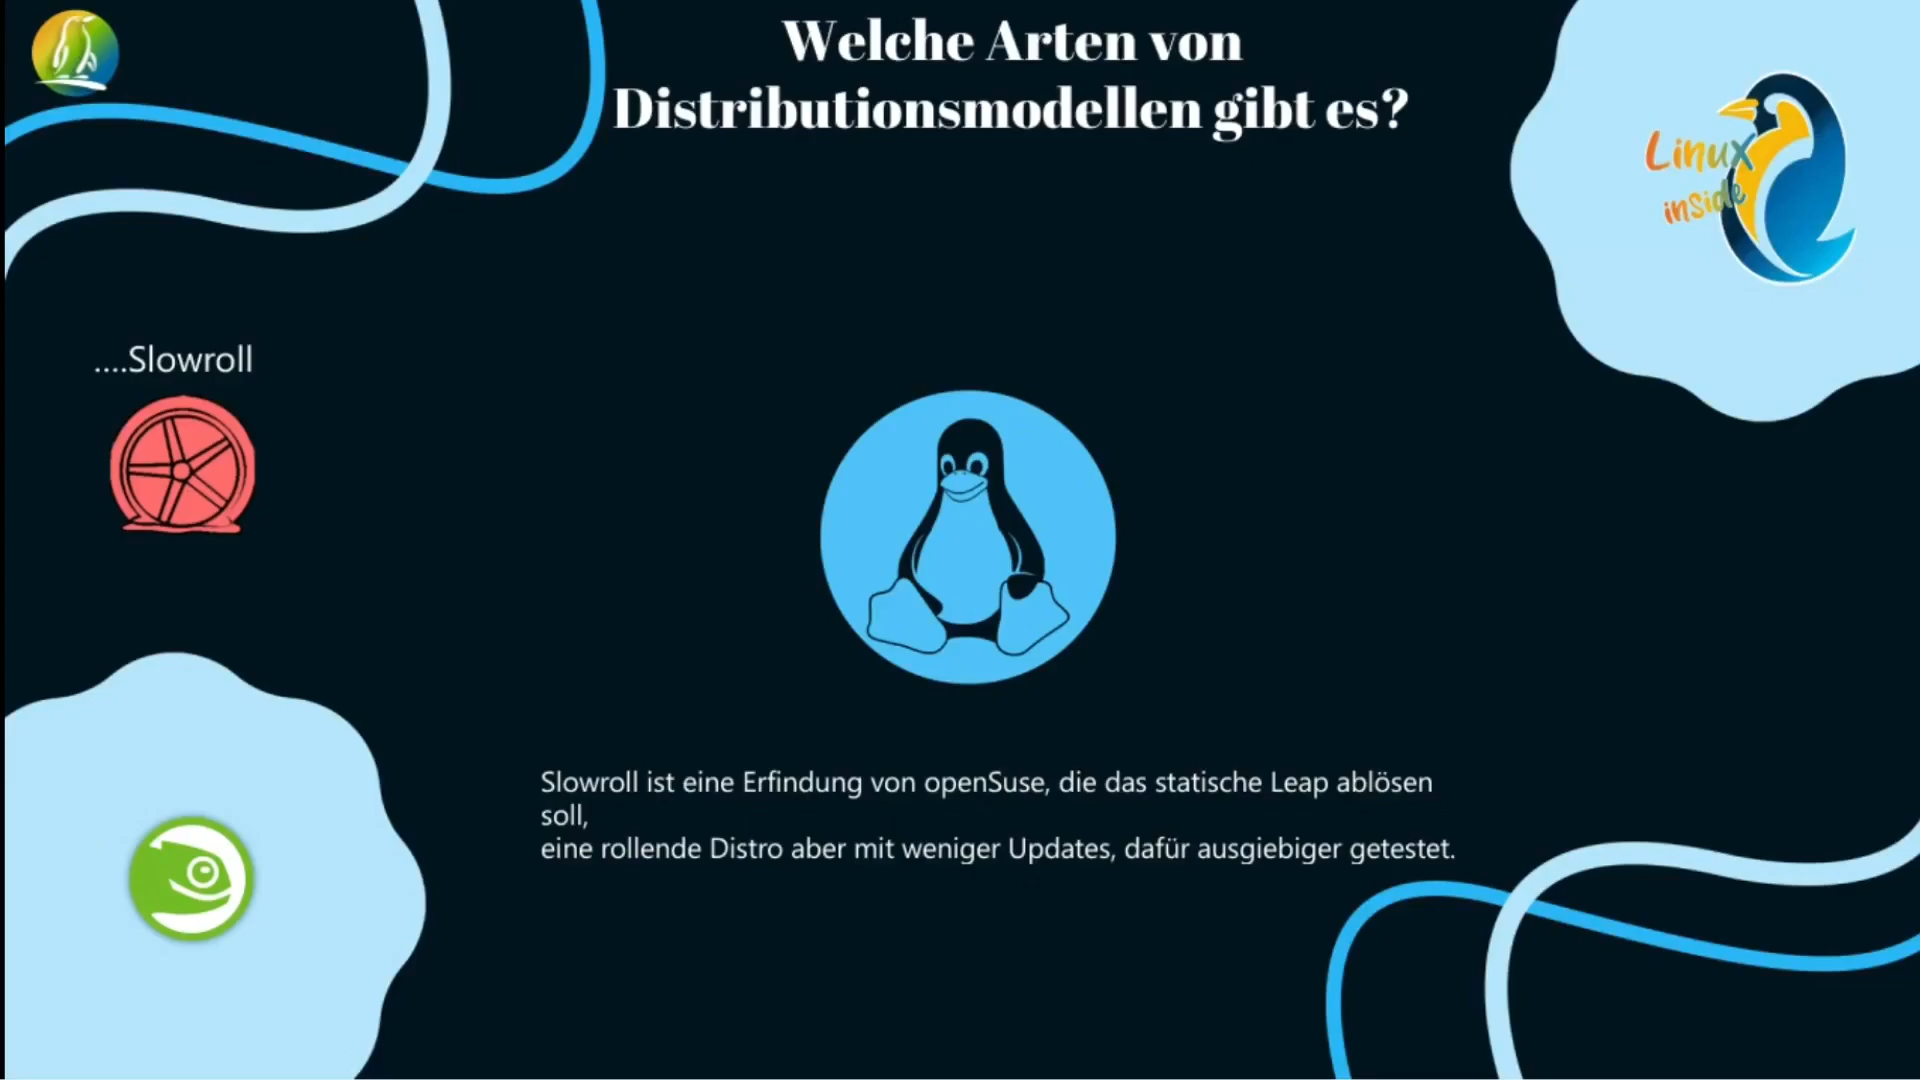 Welche Arten von
Distributionsmodellen gibt es?
Linux
inside
....Slowroll
Slowroll ist eine Erfindung von openSuse, die das statische Leap ablösen
soll,
eine rollende Distro aber mit weniger Updates, dafür ausgiebiger getestet.